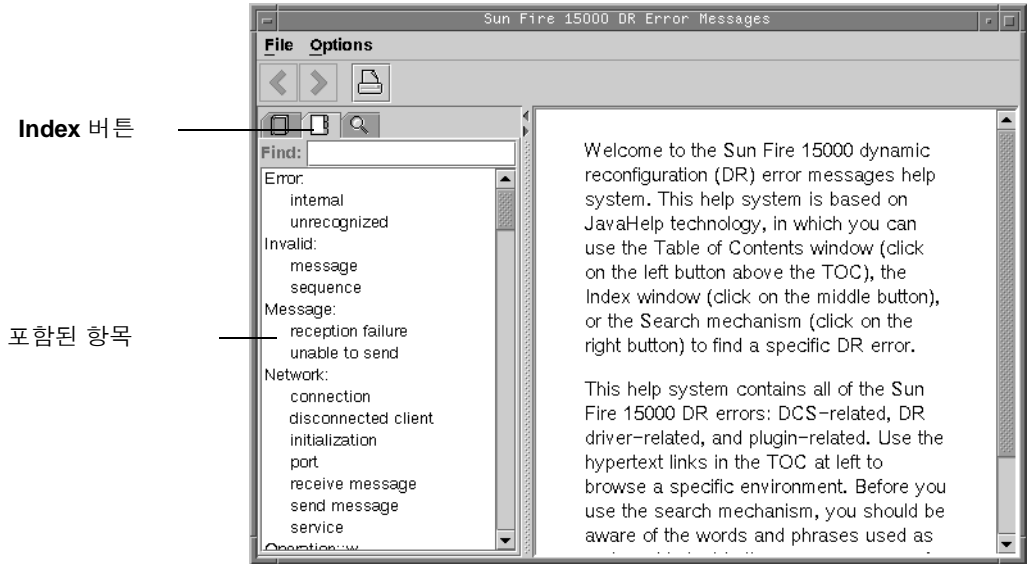 Sun Fire 15000 DR Error Messages
File Options
Index 버튼
Find:
Error:
internal
unrecognized
Invalid:
message
sequence
Message:
포함된 항목
reception failure
unable to send
Network:
connection
disconnected client
initialization
port
receive message
send message
service
Operation::w
Welcome to the Sun Fire 15000 dynamic
reconfiguration (DR) error messages help
system. This help system is based on
JavaHelp technology, in which you can
use the Table of Contents window (click
on the left button above the TOC), the
Index window (click on the middle button),
or the Search mechanism (click on the
right button) to find a specific DR error.
This help system contains all of the Sun
Fire 15000 DR errors: DCS-related, DR
driver-related, and plugin-related. Use the
hypertext links in the TOC at left to
browse a specific environment. Before you
use the search mechanism, you should be
aware of the words and phrases used as